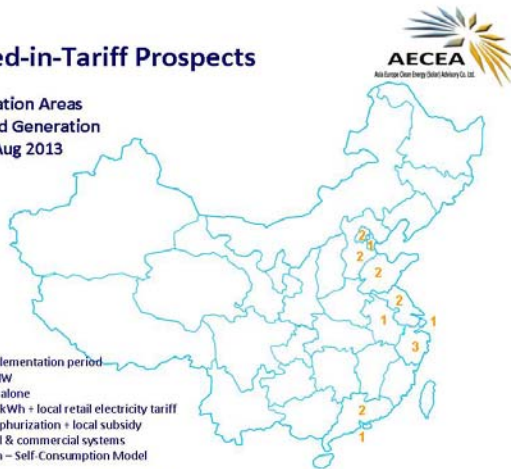 ed-in-Tariff Prospects
AECEA
Asia Europe Clean Energy (Solar) Advisory Co. Ltd.
ation Areas
d Generation
Aug 2013
2
1
2
2
2
1
1
3
2
1
plementation period
W
alone
kWh + local retail electricity tariff
phurization + local subsidy
l & commercial systems
n – Self-Consumption Model